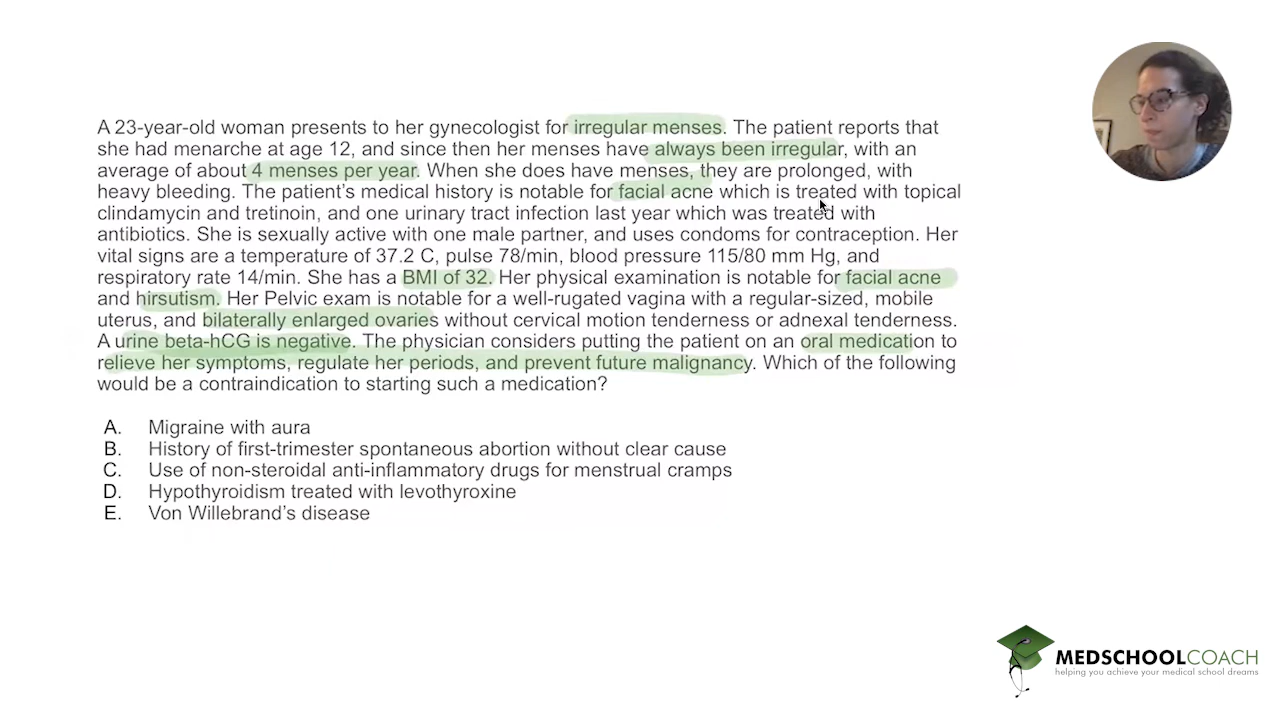 A 23-year-old woman presents to her gynecologist for irregular menses. The patient reports that
she had menarche at age 12, and since then her menses have always been irregular, with an
average of about 4 menses per year. When she does have menses, they are prolonged, with
heavy bleeding. The patient's medical history is notable for facial acne which is treated with topical
clindamycin and tretinoin, and one urinary tract infection last year which was treated with
antibiotics. She is sexually active with one male partner, and uses condoms for contraception. Her
vital signs are a temperature of 37.2 C, pulse 78/min, blood pressure 115/80 mm Hg, and
respiratory rate 14/min. She has a BMI of 32. Her physical examination is notable for facial acne
and hirsutism. Her Pelvic exam is notable for a well-rugated vagina with a regular-sized, mobile
uterus, and bilaterally enlarged ovaries without cervical motion tenderness or adnexal tenderness.
A urine beta-hCG is negative. The physician considers putting the patient on an oral medication to
relieve her symptoms, regulate her periods, and prevent future malignancy. Which of the following
would be a contraindication to starting such a medication?
A. Migraine with aura
B. History of first-trimester spontaneous abortion without clear cause
C. Use of non-steroidal anti-inflammatory drugs for menstrual cramps
D. Hypothyroidism treated with levothyroxine
E. Von Willebrand's disease
MEDSCHOOLCOACH
helping you achieve your medical school dreams